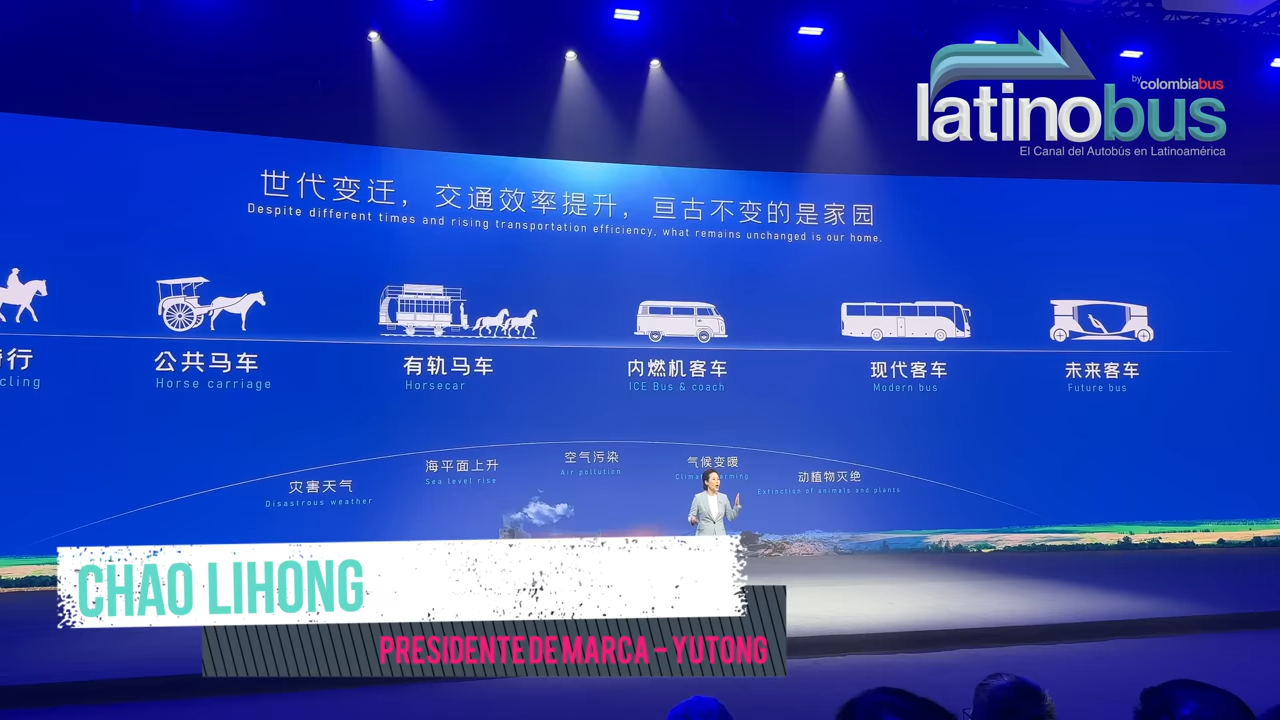 by colombiabus
latinobus
El Canal del Autobús en Latinoamérica
世代变迁，交通效率提升，亘古不变的是家园
Despite different times and rising transportation efficiency, what remains unchanged is our home.
行
公共马车
有轨马车
内燃机客车
现代客车
未来客车
cling
Horse carriage
Horsecar
ICE Bus & coach
Modern bus
Future bus
空气污染
Air pollution
海平面上升
Sea level rise
气候变暖
动植物灭绝
Extinction of animals and plants
灾害天气
Disastrous weather
CHAO LIHONG
PRESIDENTE DE MARCA – YUTONG